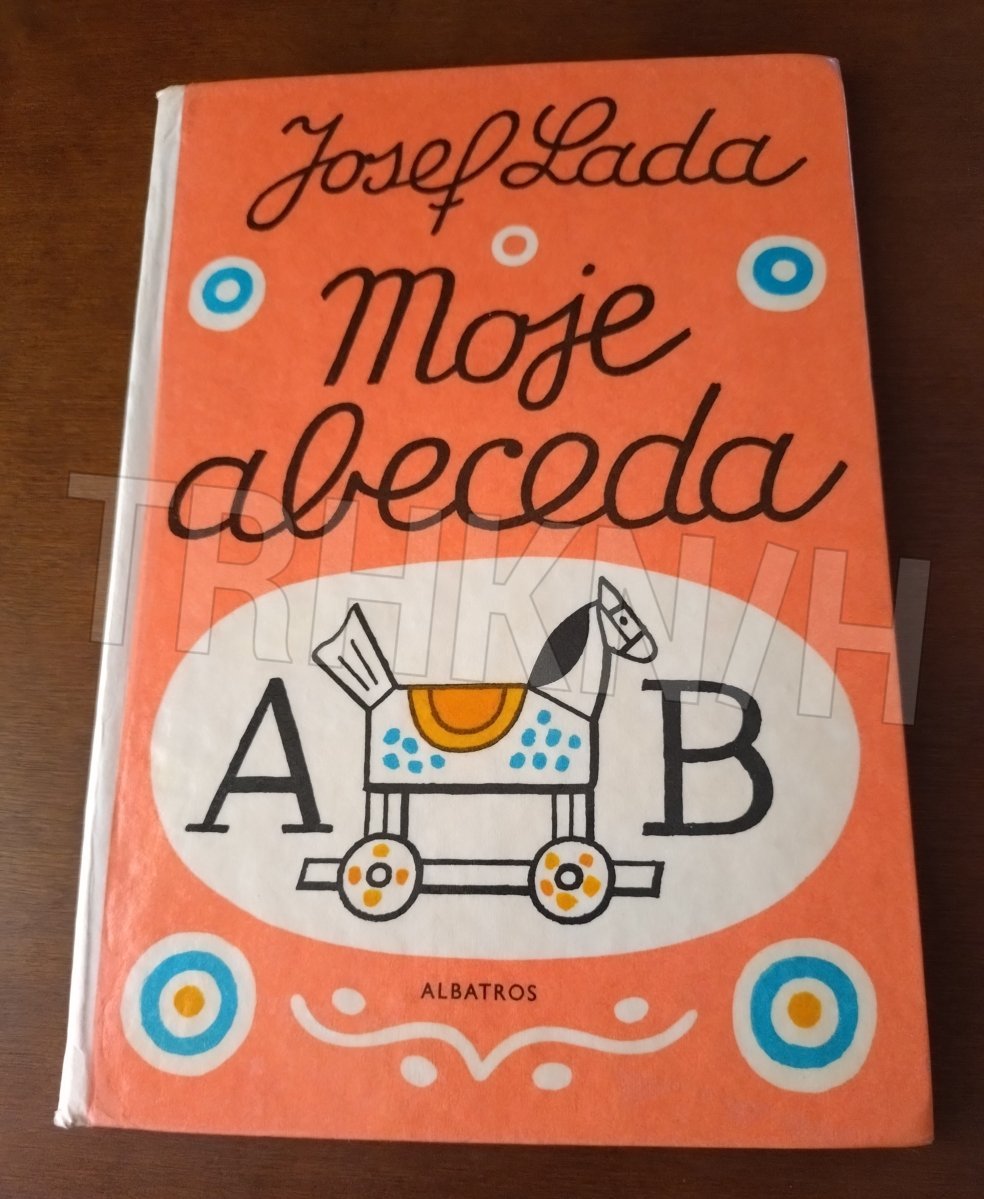 Josef Lada
Moje
abeceda
TRHKNIH
A B
ALBATROS